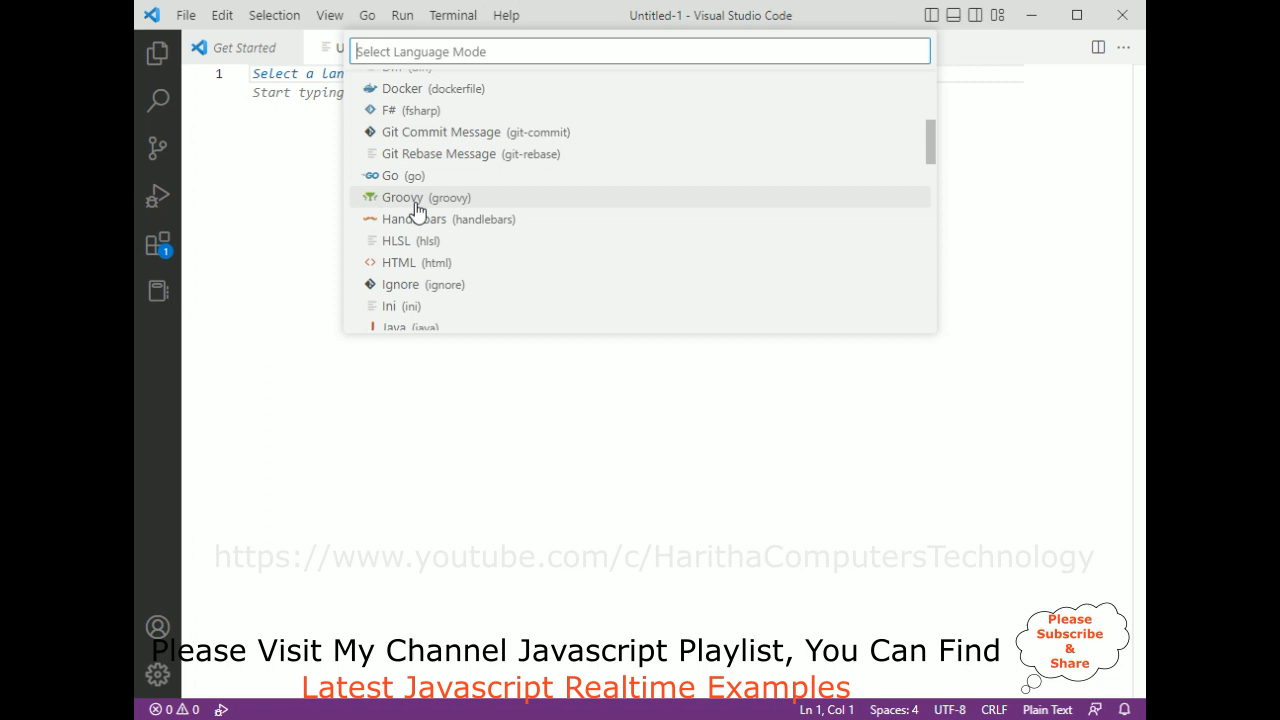 File Edit Selection View Go Run Terminal Help Untitled-1 - Visual Studio Code
Get Started
U
Select Language Mode
1 Select a lan
Start typing
Docker (dockerfile)
F# (fsharp)
Git Commit Message (git-commit)
Git Rebase Message (git-rebase)
GO Go (go)
Groovy (groovy)
Handlebars (handlebars)
HLSL (hlsl)
HTML (html)
Ignore (ignore)
Ini (ini)
Java (java)
1
https://www.youtube.com/c/HarithaComputersTechnology
Please Visit My Channel Javascript Playlist, You Can Find
Latest Javascript Realtime Examples
Please
Subscribe
&
Share
0 0 Ln 1, Col 1 Spaces: 4 UTF-8 CRLF Plain Text